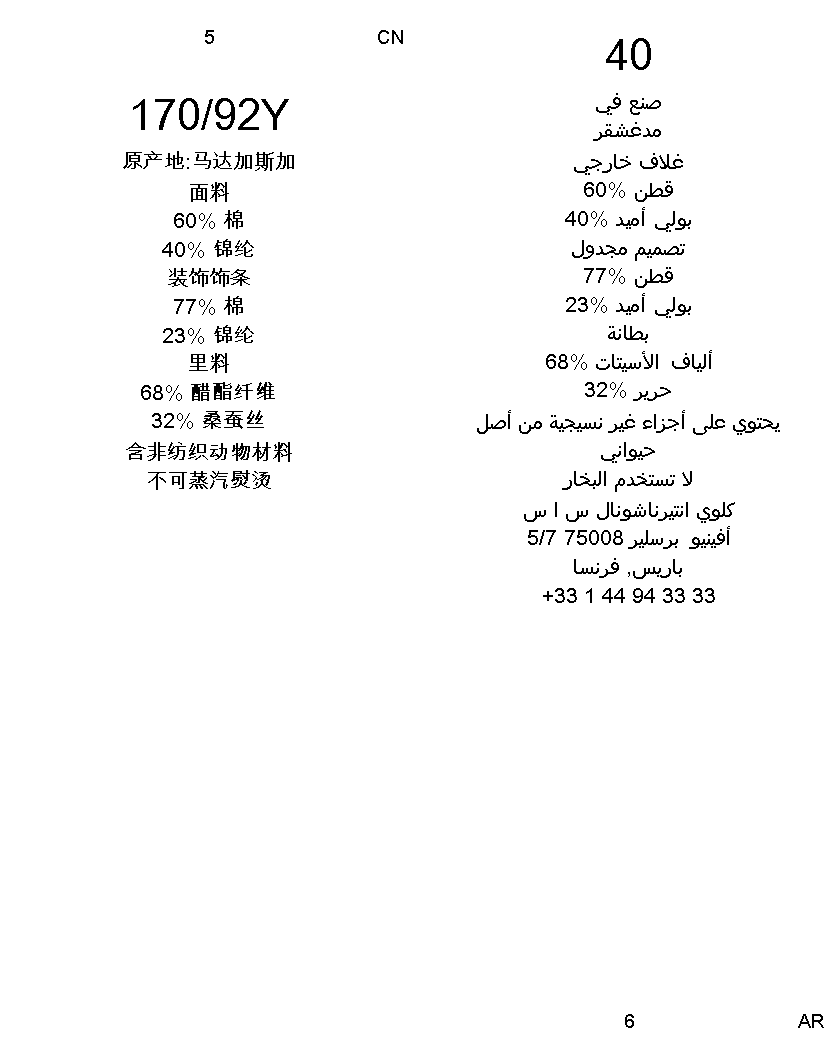 5
CN
170/92Y
原产地:马达加斯加
面料
60% 棉
40% 锦纶
装饰饰条
77% 棉
23% 锦纶
里料
68% 醋酯纤维
32% 桑蚕丝
含非纺织动物材料
不可蒸汽熨烫
40
صنع في
مدغشقر
غلاف خارجي
قطن %60
بولي أميد %40
تصميم مجدول
قطن %77
بولي أميد %23
بطانة
ألياف الأسيتات %68
حرير %32
يحتوي على أجزاء غير نسيجية من أصل
حيواني
لا تستخدم البخار
كلوي انتيرناشونال س ا س
أفينيو برسلير 75008 5/7
باريس, فرنسا
+33 1 44 94 33 33
6
AR